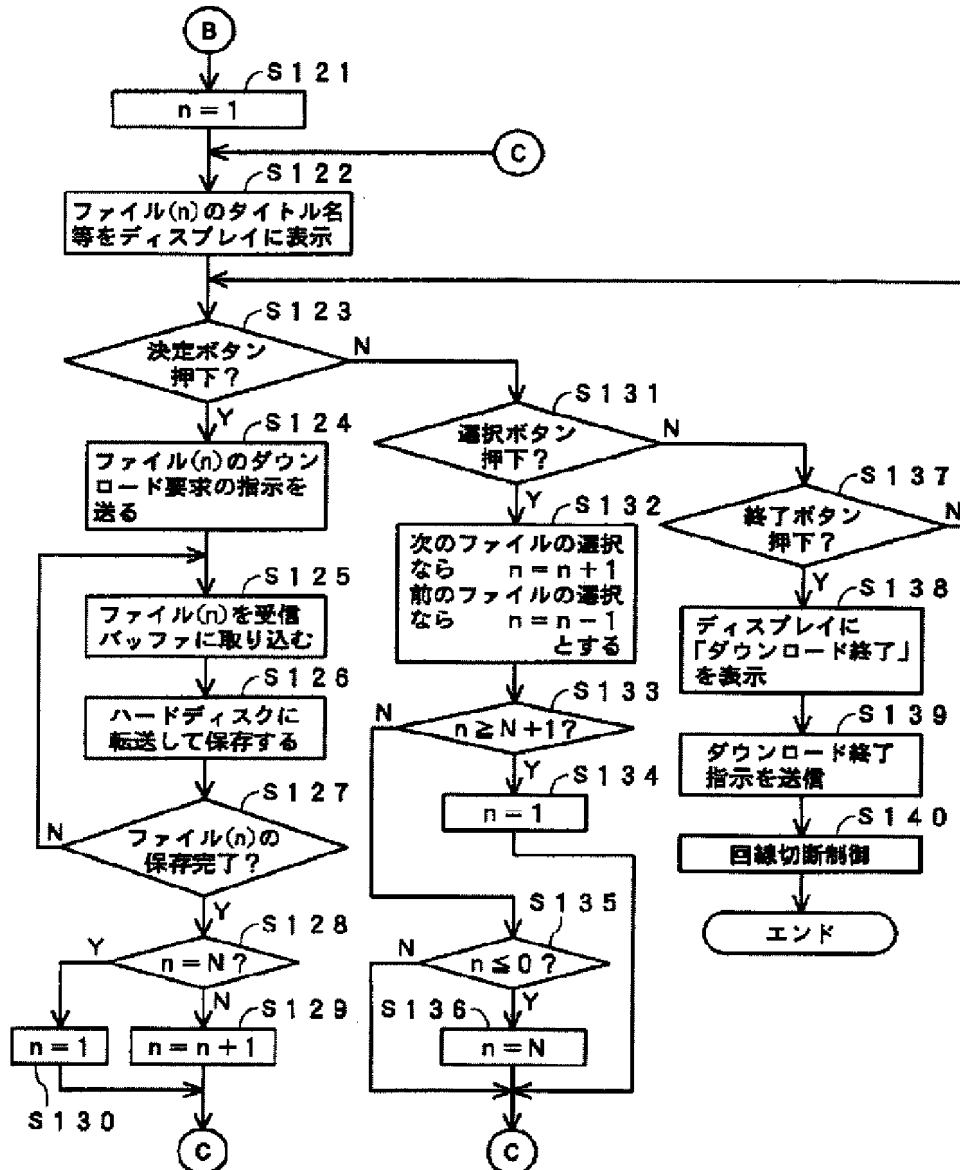 B
S121
n=1
C
S122
ファイル(n)のタイトル名
等をディスプレイに表示
S123
決定ボタン
押下?
N
Y
S124
ファイル(n)のダウン
ロード要求の指示を
送る
S125
ファイル(n)を受信
バッファに取り込む
S126
ハードディスクに
転送して保存する
S127
ファイル(n)の
保存完了?
N
Y
S128
n=N?
Y
N
S129
n=1
n=n+1
S130
C
S131
選択ボタン
押下?
N
Y
S132
次のファイルの選択
なら n=n+1
前のファイルの選択
なら n=n-1
とする
S133
n≧N+1?
N
Y
S134
n=1
S135
n≦0?
N
Y
S136
n=N
C
S137
終了ボタン
押下?
N
Y
S138
ディスプレイに
「ダウンロード終了」
を表示
S139
ダウンロード終了
指示を送信
S140
回線切断制御
エンド